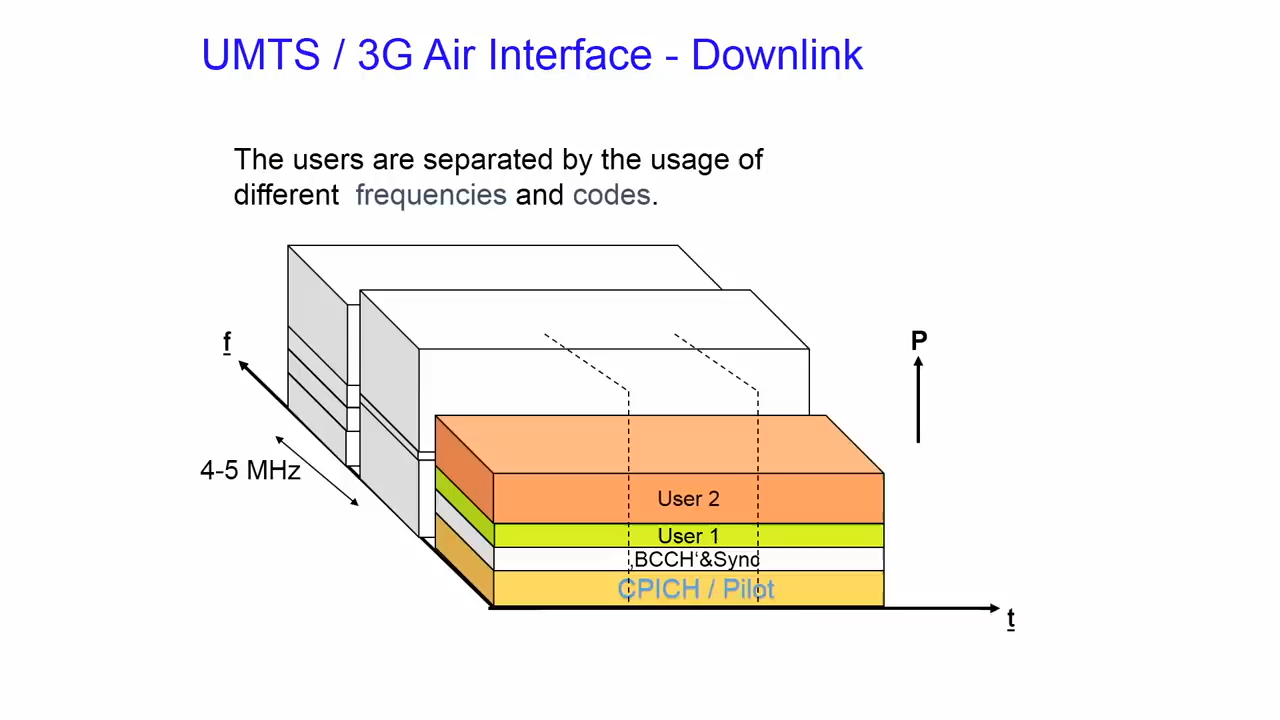 UMTS / 3G Air Interface - Downlink
The users are separated by the usage of
different frequencies and codes.
f
P
4-5 MHz
User 2
User 1
‚BCCH‘&Sync
CPICH / Pilot
t